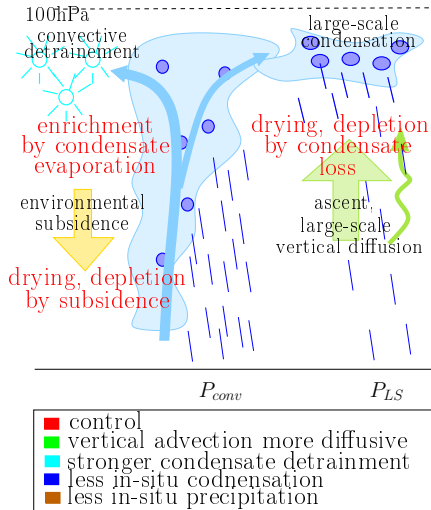 100hPa
convective
detrainement
large-scale
condensation
enrichment
by condensate
evaporation
drying, depletion
by condensate
loss
environmental
subsidence
ascent,
large-scale
vertical diffusion
drying, depletion
by subsidence
P_conv
P_LS
control
vertical advection more diffusive
stronger condensate detrainment
less in-situ codnensation
less in-situ precipitation